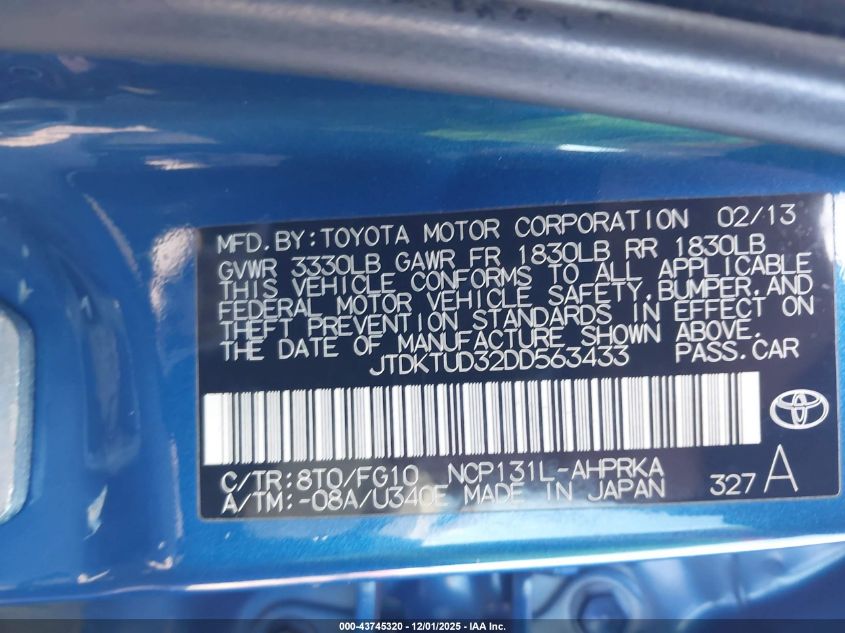 MFD. BY: TOYOTA MOTOR CORPORATION 02/13
GVWR 3330LB GAWR FR 1830LB RR 1830LB
THIS VEHICLE CONFORMS TO ALL APPLICABLE
FEDERAL MOTOR VEHICLE SAFETY, BUMPER, AND
THEFT PREVENTION STANDARDS IN EFFECT ON
THE DATE OF MANUFACTURE SHOWN ABOVE.
JTDKTUD32DD563433 PASS. CAR
C/TR: 8T0/FG10 NCP131L-AHPRKA
A/TM: -08A/U340E MADE IN JAPAN 327 A
000-43745320 - 12/01/2025 - IAA Inc.